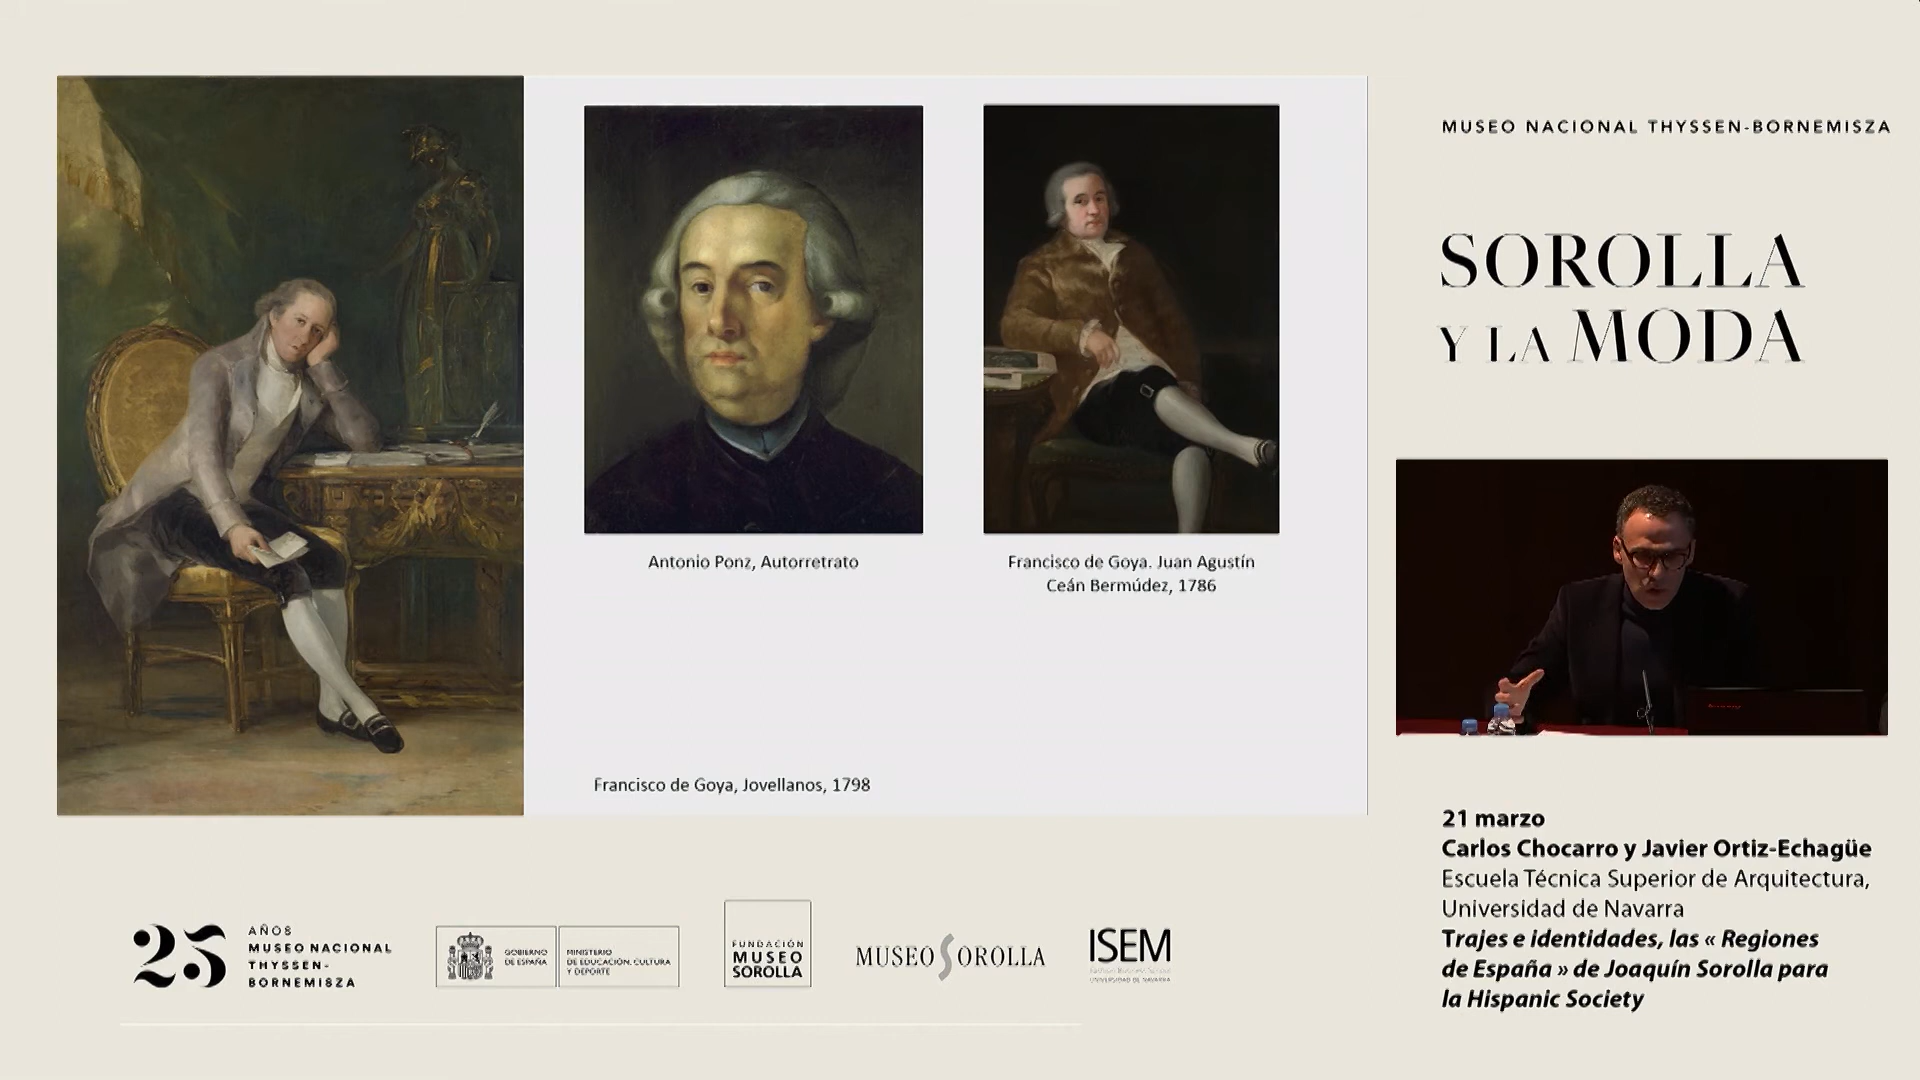 MUSEO NACIONAL THYSSEN-BORNEMISZA
SOROLLA
Y LA MODA
Antonio Ponz, Autorretrato
Francisco de Goya. Juan Agustín
Ceán Bermúdez, 1786
Francisco de Goya, Jovellanos, 1798
21 marzo
Carlos Chocarro y Javier Ortiz-Echagüe
Escuela Técnica Superior de Arquitectura,
Universidad de Navarra
Trajes e identidades, las « Regiones
de España » de Joaquín Sorolla para
la Hispanic Society
25 AÑOS
MUSEO NACIONAL
THYSSEN-
BORNEMISZA
GOBIERNO
DE ESPAÑA
MINISTERIO
DE EDUCACIÓN, CULTURA
Y DEPORTE
FUNDACIÓN
MUSEO
SOROLLA
MUSEO SOROLLA
ISEM
UNIVERSIDAD DE NAVARRA